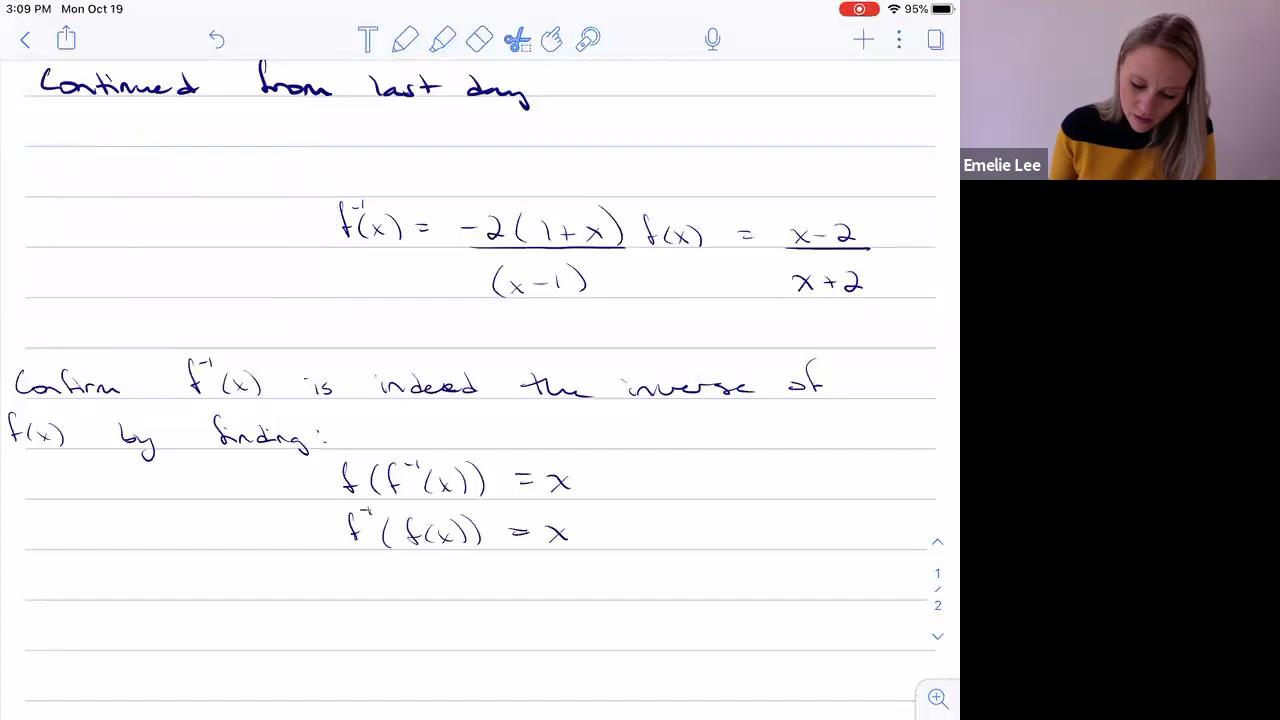 3:09 PM Mon Oct 19
95%
Continued from last day
f⁻¹(x) = -2(1+x) / (x-1) f(x) = x-2 / x+2
Emelie Lee
Confirm f⁻¹(x) is indeed the inverse of
f(x) by finding:
f(f⁻¹(x)) = x
f⁻¹(f(x)) = x
1
/
2